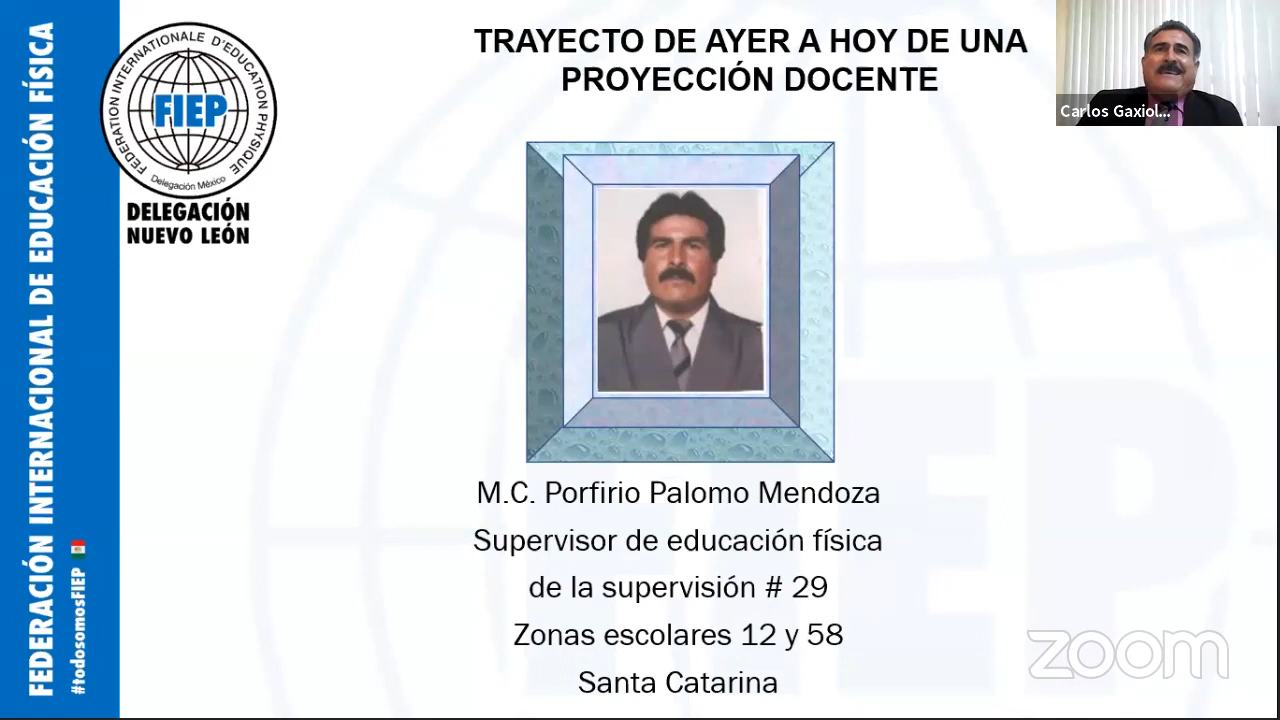 FEDERACIÓN INTERNACIONAL DE EDUCACIÓN FÍSICA
#todosomosFIEP
FEDERATION INTERNATIONALE D'EDUCATION PHYSIQUE
FIEP
Delegación México
DELEGACIÓN
NUEVO LEÓN
TRAYECTO DE AYER A HOY DE UNA
PROYECCIÓN DOCENTE
Carlos Gaxiol...
M.C. Porfirio Palomo Mendoza
Supervisor de educación física
de la supervisión # 29
Zonas escolares 12 y 58
Santa Catarina
FIEP
zoom